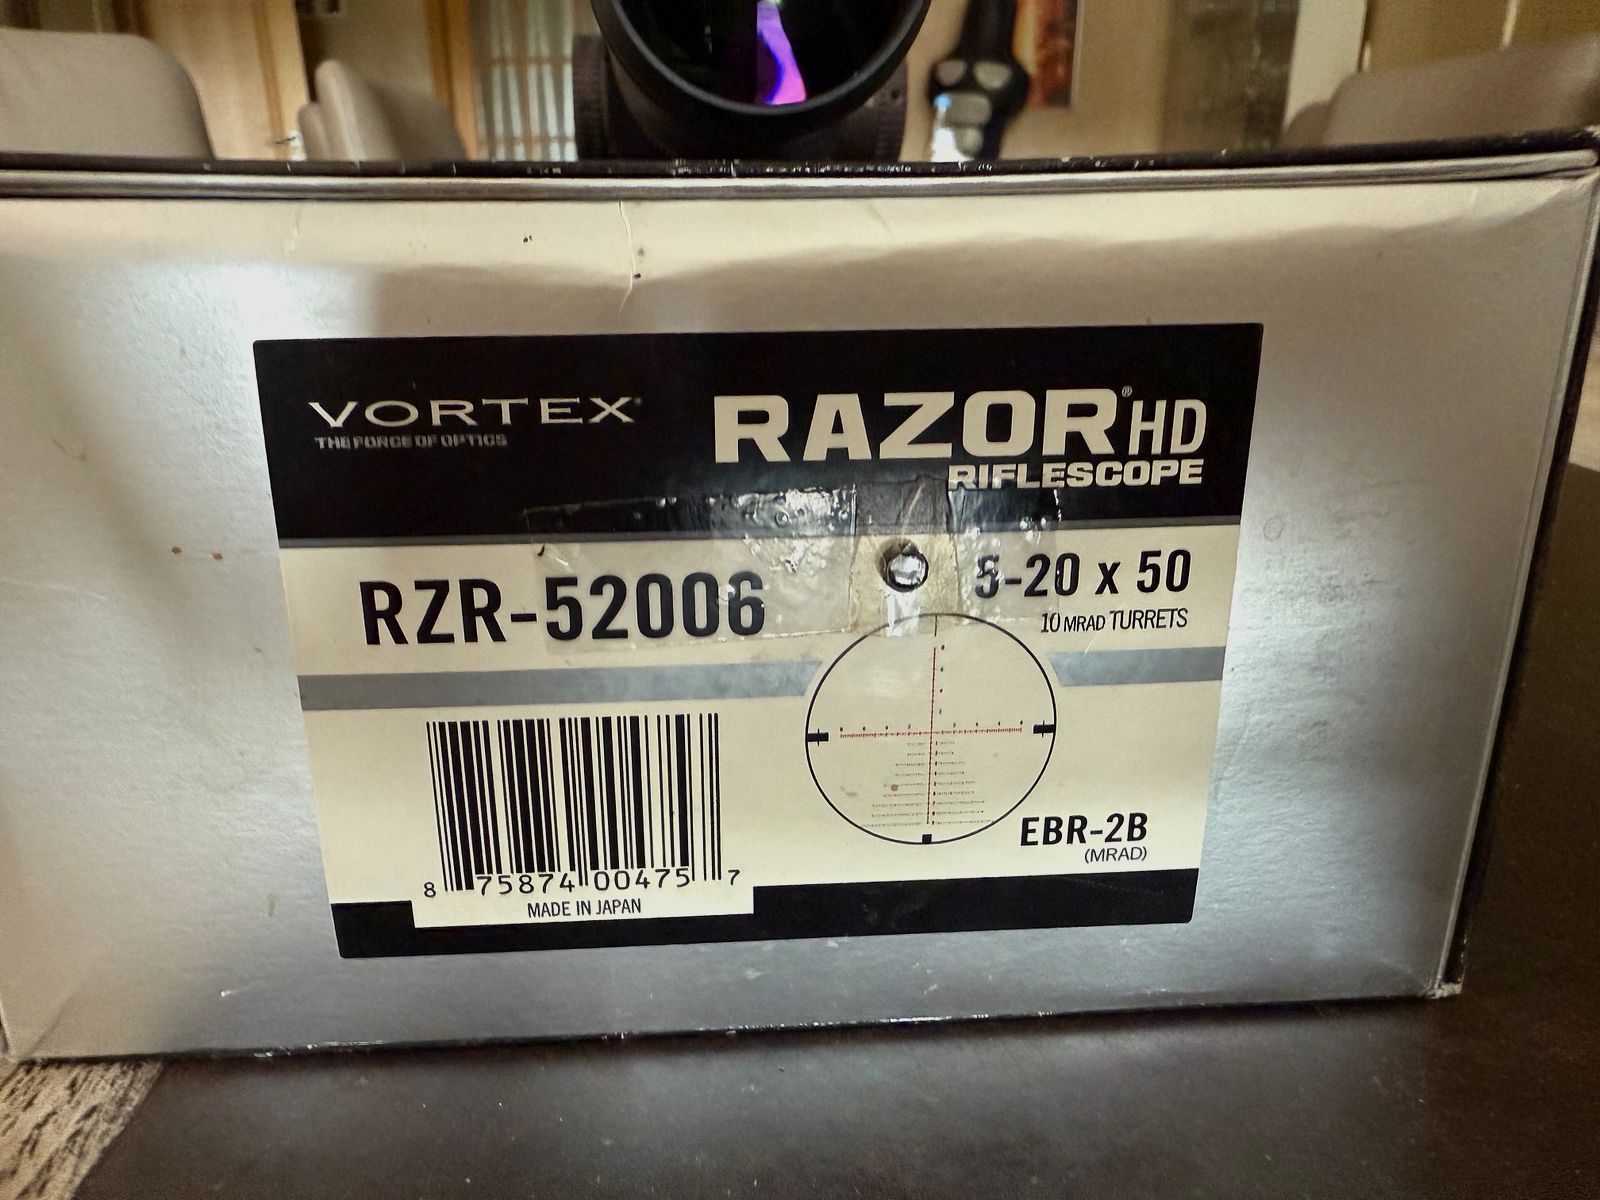 VORTEX®
THE FORCE OF OPTICS
RAZOR® HD
RIFLESCOPE
RZR-52006
5-20 x 50
10 MRAD TURRETS
EBR-2B
(MRAD)
8 75874 00475 7
MADE IN JAPAN